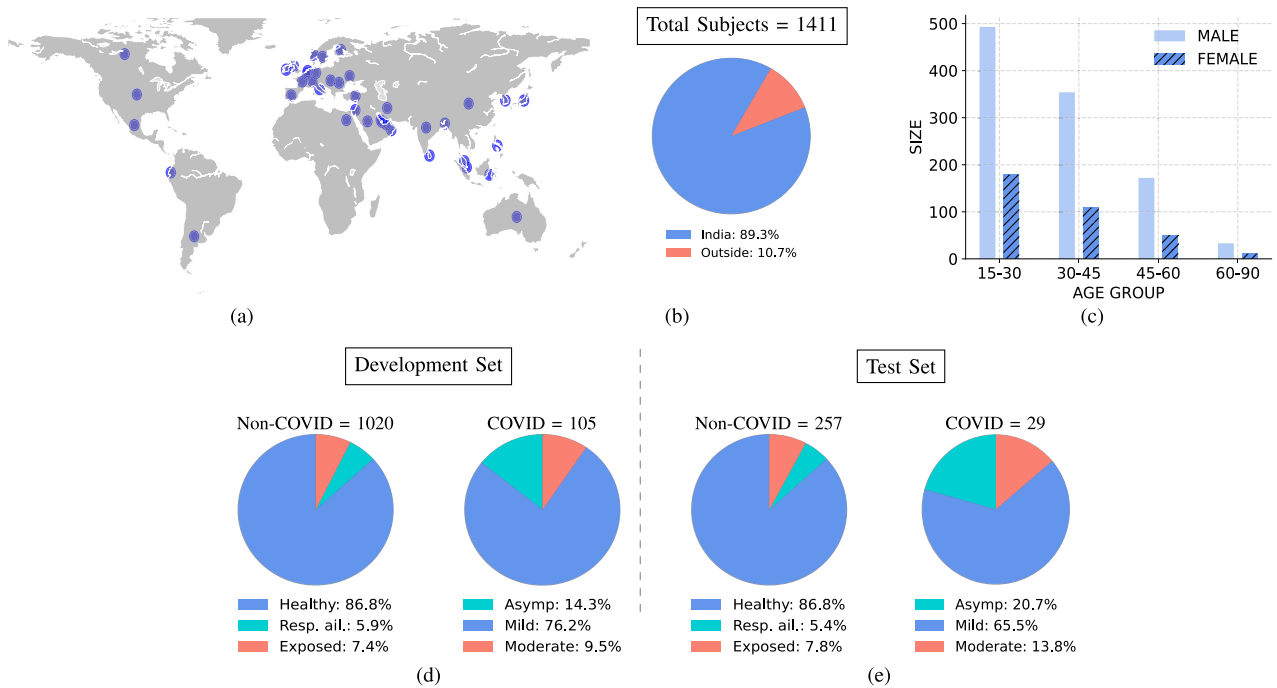 Total Subjects = 1411
India: 89.3%
Outside: 10.7%
500
400
300
200
100
0
SIZE
MALE
FEMALE
15-30 30-45 45-60 60-90
AGE GROUP
(a) (b) (c)
Development Set
Non-COVID = 1020 COVID = 105
Healthy: 86.8%
Resp. ail.: 5.9%
Exposed: 7.4%
Asymp: 14.3%
Mild: 76.2%
Moderate: 9.5%
(d)
Test Set
Non-COVID = 257 COVID = 29
Healthy: 86.8%
Resp. ail.: 5.4%
Exposed: 7.8%
Asymp: 20.7%
Mild: 65.5%
Moderate: 13.8%
(e)